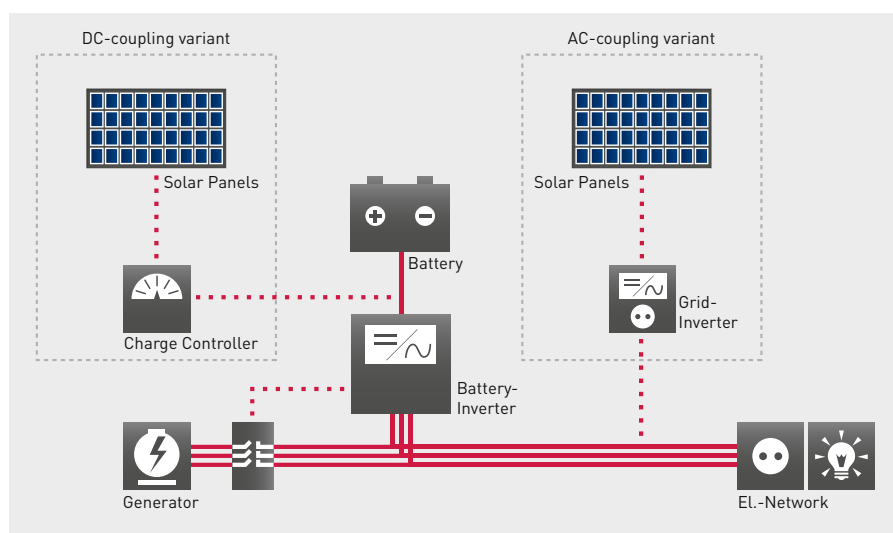 DC-coupling variant
AC-coupling variant
Solar Panels
Solar Panels
Battery
Grid-
Inverter
Charge Controller
Battery-
Inverter
Generator
El.-Network